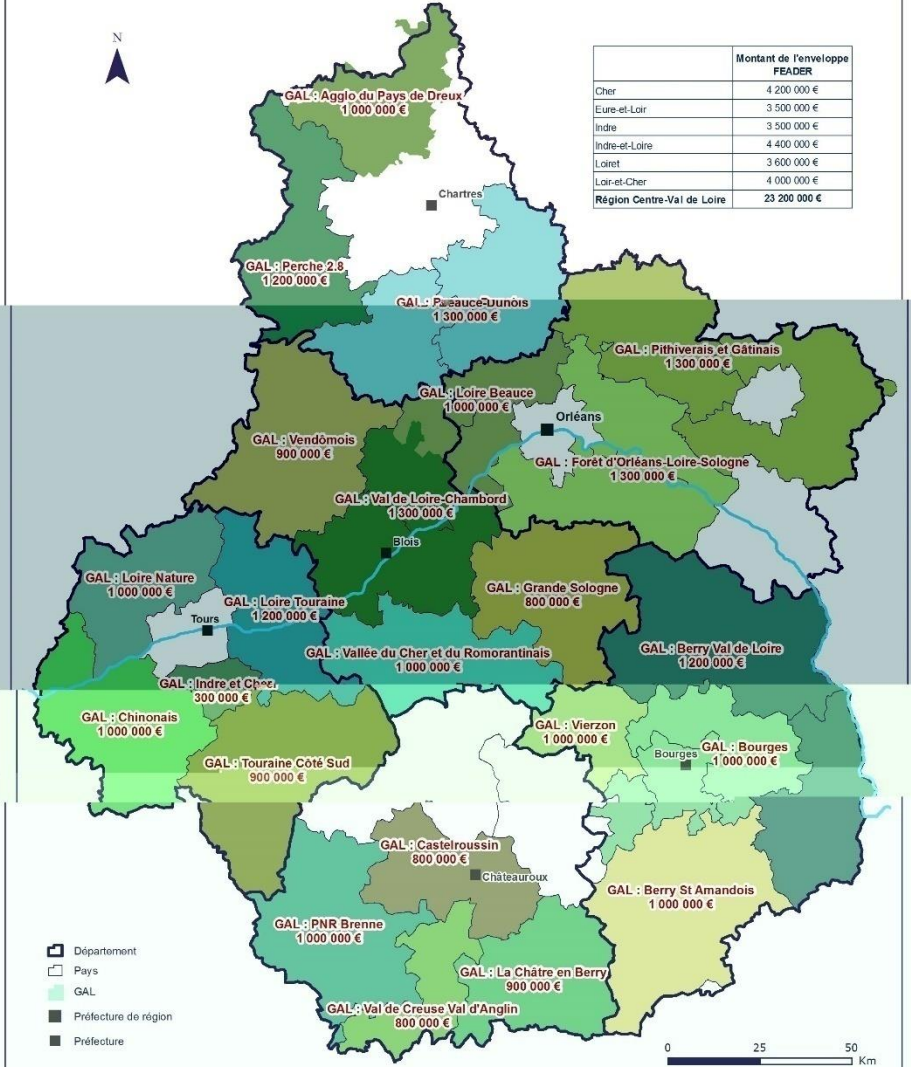 N
Montant de l'enveloppe
FEADER
Cher 4 200 000 €
Eure-et-Loir 3 500 000 €
Indre 3 500 000 €
Indre-et-Loire 4 400 000 €
Loiret 3 600 000 €
Loir-et-Cher 4 000 000 €
Région Centre-Val de Loire 23 200 000 €
GAL : Agglo du Pays de Dreux
1 000 000 €
Chartres
GAL : Perche 2.8
1 200 000 €
GAL :
1 300 000 €
GAL : Pithiverais et Gâtinais
1 300 000 €
GAL : Loire Beauce
1 000 000 €
Orléans
GAL : Vendômois
900 000 €
GAL : Forêt d'Orléans-Loire-Sologne
1 300 000 €
GAL : Val de Loire-Chambord
1 300 000 €
Blois
GAL : Loire Nature
1 000 000 €
GAL : Grande Sologne
800 000 €
GAL : Loire Touraine
1 200 000 €
Tours
GAL : Vallée du Cher et du Romorantinais
1 000 000 €
GAL : Berry Val de Loire
1 200 000 €
GAL : Indre et Cher
300 000 €
GAL : Chinonais
1 000 000 €
GAL : Vierzon
1 000 000 €
Bourges
GAL : Bourges
1 000 000 €
GAL : Touraine Côté Sud
900 000 €
GAL : Castelroussin
800 000 €
Châteauroux
GAL : Berry St Amandois
1 000 000 €
GAL : PNR Brenne
1 000 000 €
GAL : La Châtre en Berry
900 000 €
GAL : Val de Creuse Val d'Anglin
800 000 €
Département
Pays
GAL
Préfecture de région
Préfecture
0 25 50
Km